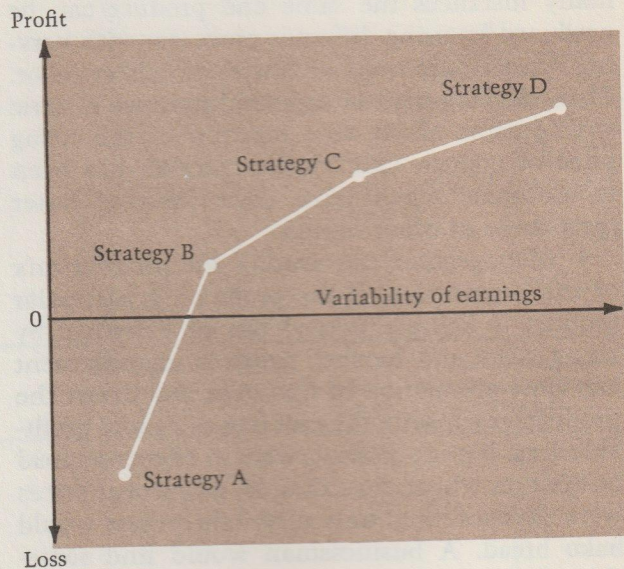 Profit
Strategy D
Strategy C
Strategy B
Variability of earnings
0
Strategy A
Loss